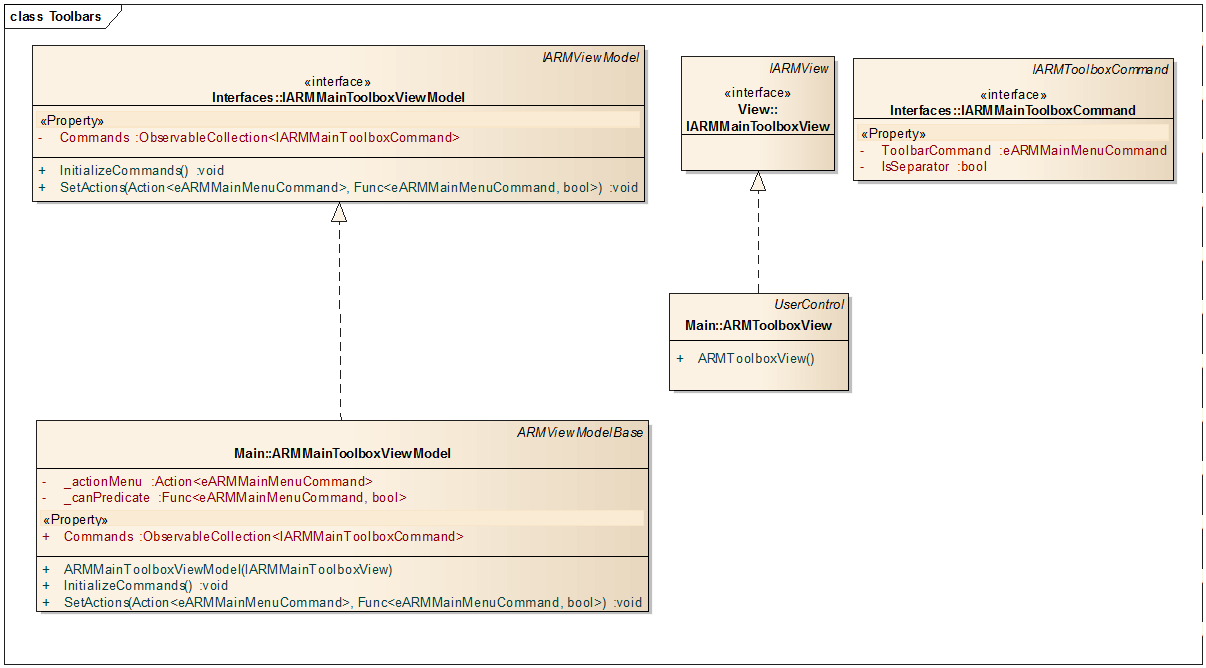 class Toolbars
IARMViewModel
«interface»
Interfaces::IARMMainToolboxViewModel
«Property»
- Commands :ObservableCollection<IARMMainToolboxCommand>
+ InitializeCommands() :void
+ SetActions(Action<eARMMainMenuCommand>, Func<eARMMainMenuCommand, bool>) :void
IARMView
«interface»
View::
IARMMainToolboxView
IARMToolboxCommand
«interface»
Interfaces::IARMMainToolboxCommand
«Property»
- ToolbarCommand :eARMMainMenuCommand
- IsSeparator :bool
UserControl
Main::ARMToolboxView
+ ARMToolboxView()
ARMViewModelBase
Main::ARMMainToolboxViewModel
- _actionMenu :Action<eARMMainMenuCommand>
- _canPredicate :Func<eARMMainMenuCommand, bool>
«Property»
+ Commands :ObservableCollection<IARMMainToolboxCommand>
+ ARMMainToolboxViewModel(IARMMainToolboxView)
+ InitializeCommands() :void
+ SetActions(Action<eARMMainMenuCommand>, Func<eARMMainMenuCommand, bool>) :void